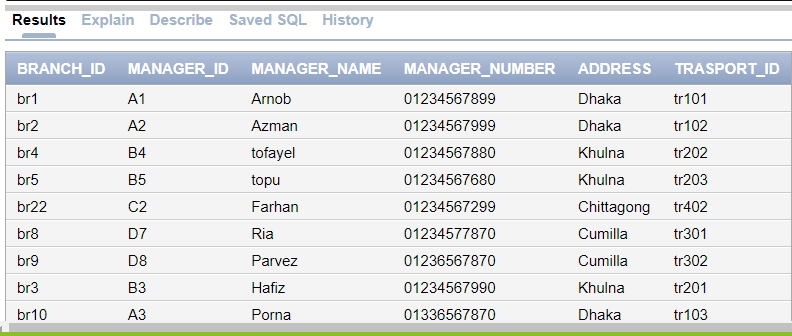 Results Explain Describe Saved SQL History
BRANCH_ID MANAGER_ID MANAGER_NAME MANAGER_NUMBER ADDRESS TRASPORT_ID
br1 A1 Arnob 01234567899 Dhaka tr101
br2 A2 Azman 01234567999 Dhaka tr102
br4 B4 tofayel 01234567880 Khulna tr202
br5 B5 topu 01234567680 Khulna tr203
br22 C2 Farhan 01234567299 Chittagong tr402
br8 D7 Ria 01234577870 Cumilla tr301
br9 D8 Parvez 01236567870 Cumilla tr302
br3 B3 Hafiz 01234567990 Khulna tr201
br10 A3 Porna 01336567870 Dhaka tr103